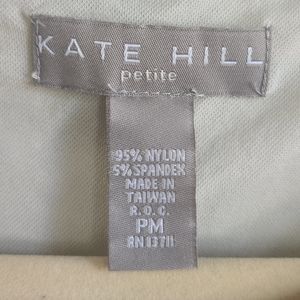 KATE HILL
petite
95% NYLON
5% SPANDEX
MADE IN
TAIWAN
R.O.C.
PM
RN 13711